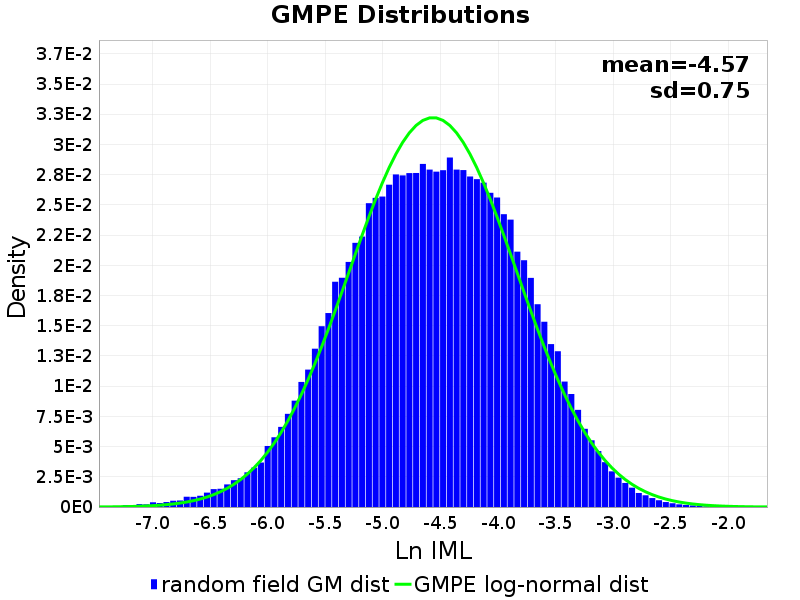 GMPE Distributions
mean=-4.57
sd=0.75
Density
3.7E-2
3.5E-2
3.3E-2
3E-2
2.8E-2
2.5E-2
2.2E-2
2E-2
1.8E-2
1.5E-2
1.3E-2
1E-2
7.5E-3
5E-3
2.5E-3
0E0
-7.0 -6.5 -6.0 -5.5 -5.0 -4.5 -4.0 -3.5 -3.0 -2.5 -2.0
Ln IML
random field GM dist GMPE log-normal dist